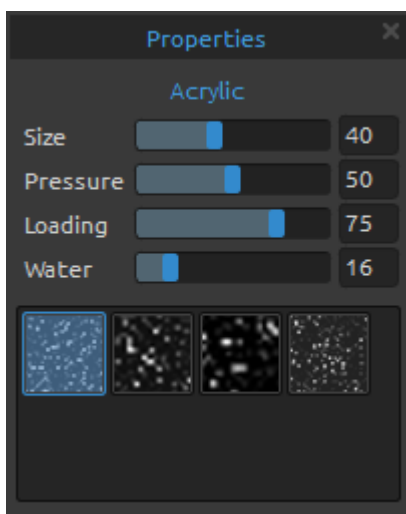 Properties
Acrylic
Size 40
Pressure 50
Loading 75
Water 16